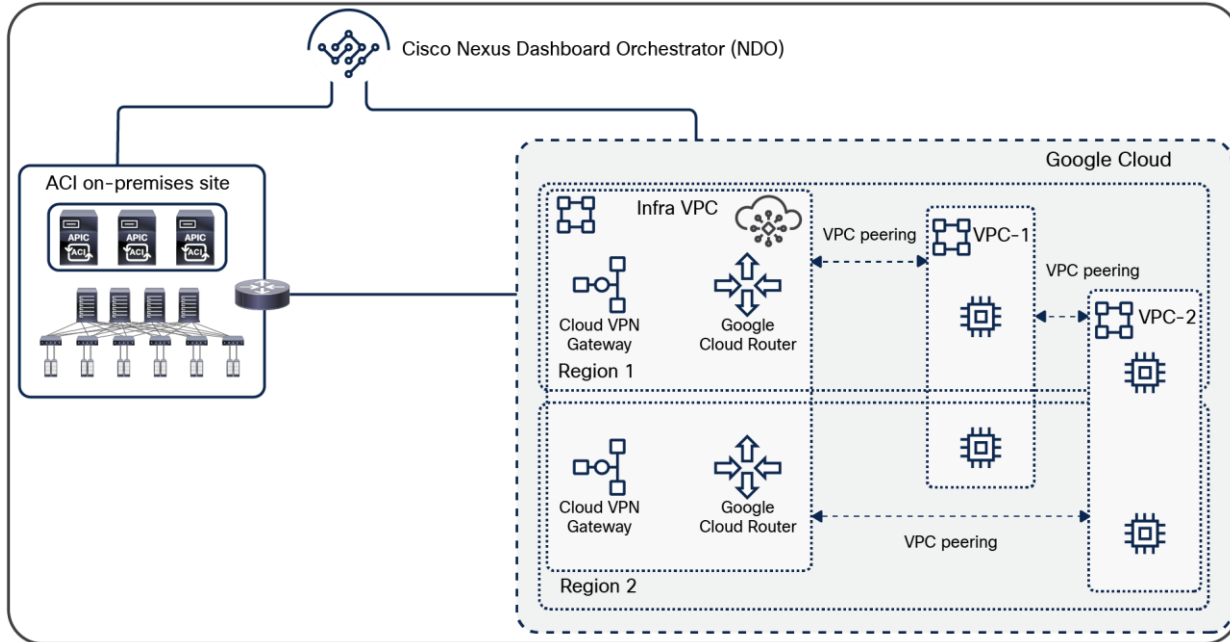 Cisco Nexus Dashboard Orchestrator (NDO)
Google Cloud
ACI on-premises site
APIC
ACI
APIC
ACI
APIC
ACI
Infra VPC
VPC peering
VPC-1
VPC peering
VPC-2
Cloud VPN
Gateway
Google
Cloud Router
Region 1
Cloud VPN
Gateway
Google
Cloud Router
VPC peering
Region 2